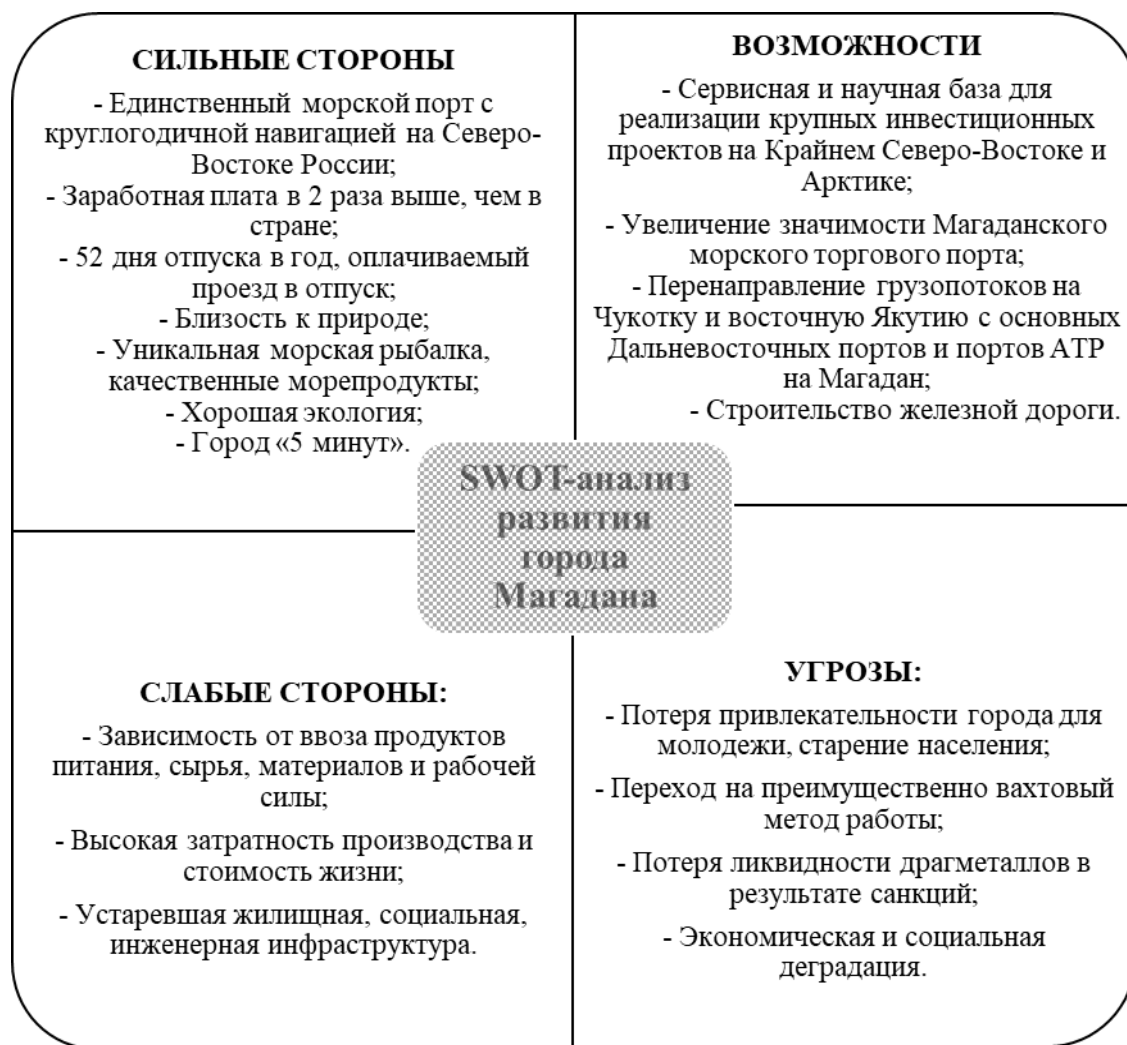 СИЛЬНЫЕ СТОРОНЫ
- Единственный морской порт с
круглогодичной навигацией на Северо-
Востоке России;
- Заработная плата в 2 раза выше, чем в
стране;
- 52 дня отпуска в год, оплачиваемый
проезд в отпуск;
- Близость к природе;
- Уникальная морская рыбалка,
качественные морепродукты;
- Хорошая экология;
- Город «5 минут».
ВОЗМОЖНОСТИ
- Сервисная и научная база для
реализации крупных инвестиционных
проектов на Крайнем Северо-Востоке и
Арктике;
- Увеличение значимости Магаданского
морского торгового порта;
- Перенаправление грузопотоков на
Чукотку и восточную Якутию с основных
Дальневосточных портов и портов АТР
на Магадан;
- Строительство железной дороги.
SWOT-анализ
развития
города
Магадана
СЛАБЫЕ СТОРОНЫ:
- Зависимость от ввоза продуктов
питания, сырья, материалов и рабочей
силы;
- Высокая затратность производства и
стоимость жизни;
- Устаревшая жилищная, социальная,
инженерная инфраструктура.
УГРОЗЫ:
- Потеря привлекательности города для
молодежи, старение населения;
- Переход на преимущественно вахтовый
метод работы;
- Потеря ликвидности драгметаллов в
результате санкций;
- Экономическая и социальная
деградация.